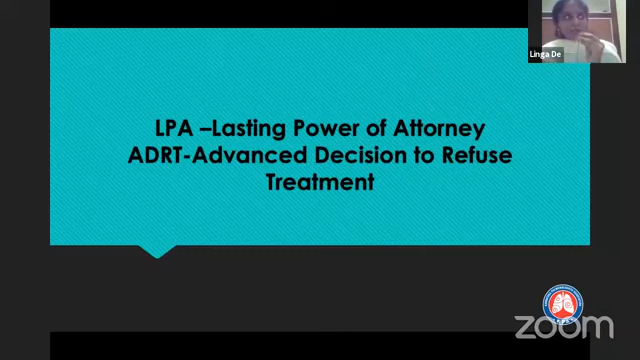 Linga De
LPA –Lasting Power of Attorney
ADRT-Advanced Decision to Refuse
Treatment
zoom